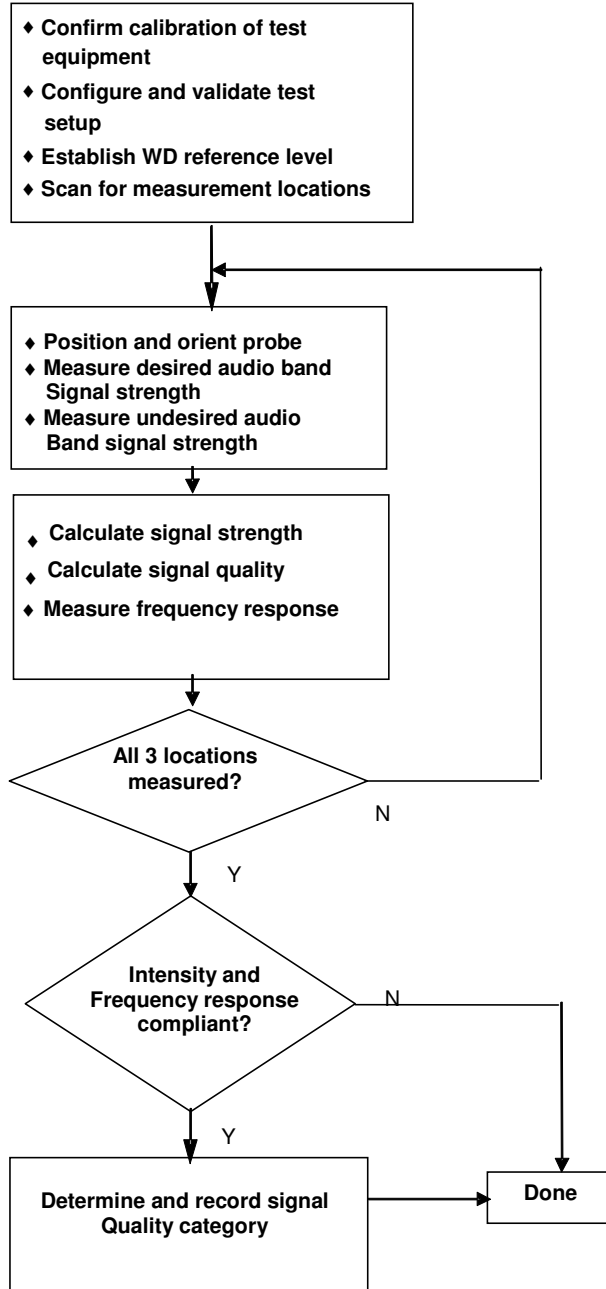 ♦ Confirm calibration of test
equipment
♦ Configure and validate test
setup
♦ Establish WD reference level
♦ Scan for measurement locations
♦ Position and orient probe
♦ Measure desired audio band
Signal strength
♦ Measure undesired audio
Band signal strength
♦ Calculate signal strength
♦ Calculate signal quality
♦ Measure frequency response
All 3 locations
measured?
N
Y
Intensity and
Frequency response
compliant?
N
Y
Determine and record signal
Quality category
Done